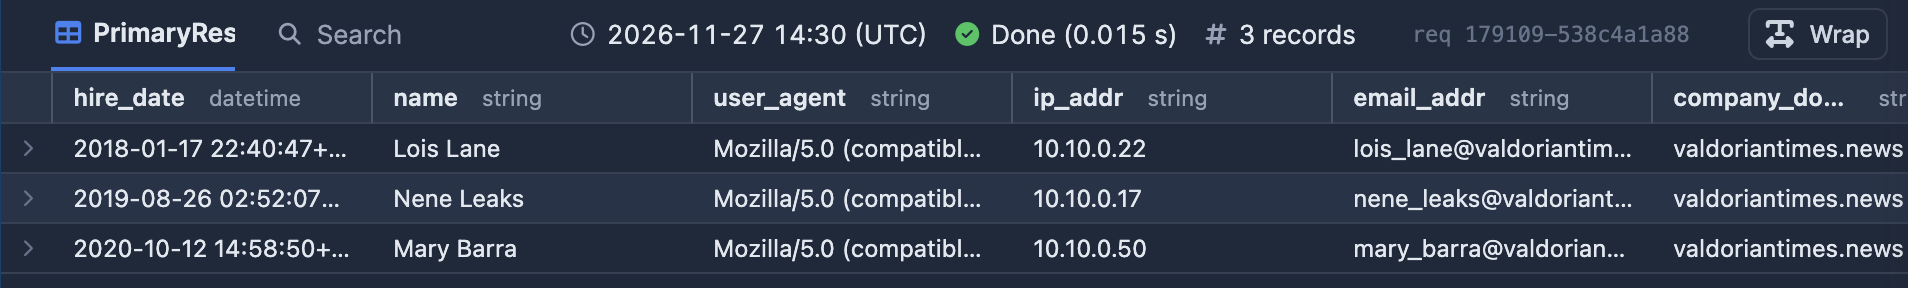 PrimaryRes Search 2026-11-27 14:30 (UTC) Done (0.015 s) # 3 records req 179109-538c4a1a88 Wrap
hire_date datetime name string user_agent string ip_addr string email_addr string company_do... str
2018-01-17 22:40:47+... Lois Lane Mozilla/5.0 (compatibl... 10.10.0.22 lois_lane@valdoriantim... valdoriantimes.news
2019-08-26 02:52:07... Nene Leaks Mozilla/5.0 (compatibl... 10.10.0.17 nene_leaks@valdoriant... valdoriantimes.news
2020-10-12 14:58:50+... Mary Barra Mozilla/5.0 (compatibl... 10.10.0.50 mary_barra@valdorian... valdoriantimes.news